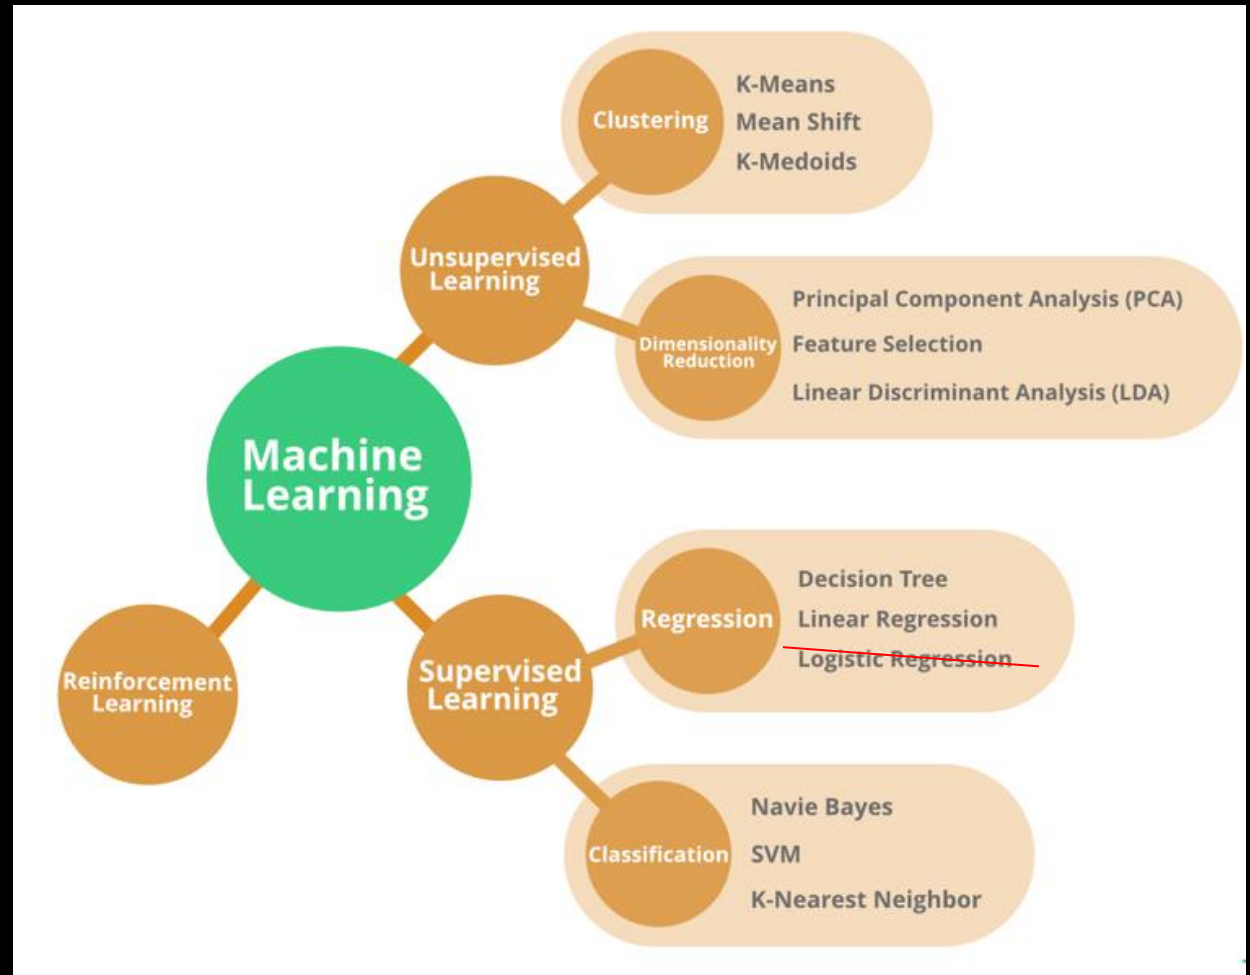 Clustering
K-Means
Mean Shift
K-Medoids
Unsupervised
Learning
Dimensionality
Reduction
Principal Component Analysis (PCA)
Feature Selection
Linear Discriminant Analysis (LDA)
Machine
Learning
Regression
Decision Tree
Linear Regression
Logistic Regression
Supervised
Learning
Reinforcement
Learning
Classification
Navie Bayes
SVM
K-Nearest Neighbor